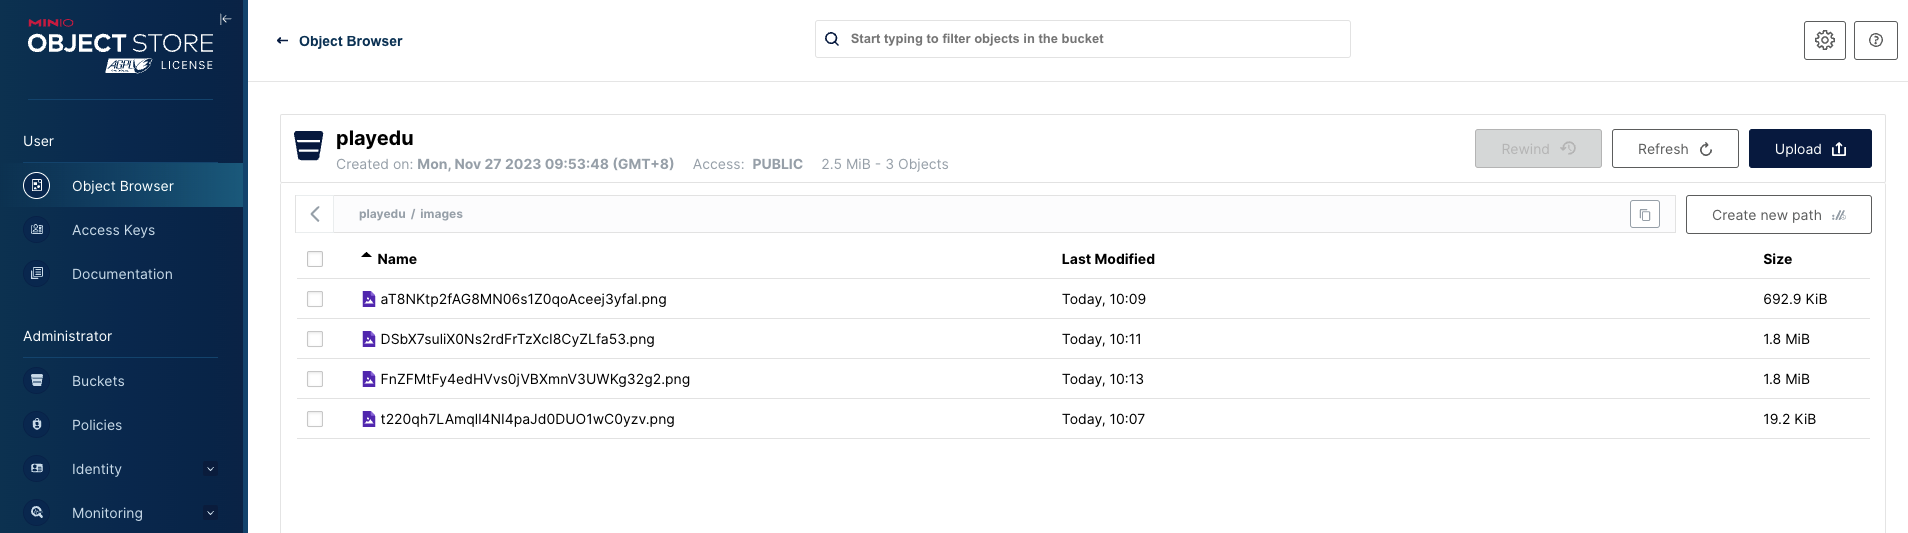 MINIO
OBJECT STORE
AGPL LICENSE
User
Object Browser
Access Keys
Documentation
Administrator
Buckets
Policies
Identity
Monitoring
Object Browser
Start typing to filter objects in the bucket
playedu
Created on: Mon, Nov 27 2023 09:53:48 (GMT+8) Access: PUBLIC 2.5 MiB - 3 Objects
Rewind
Refresh
Upload
playedu / images
Create new path
Name Last Modified Size
aT8NKtp2fAG8MN06s1Z0qoAceej3yfal.png Today, 10:09 692.9 KiB
DSbX7suliX0Ns2rdFrTzXcI8CyZLfa53.png Today, 10:11 1.8 MiB
FnZFMtFy4edHVvs0jVBXmnV3UWKg32g2.png Today, 10:13 1.8 MiB
t220qh7LAmqlI4NI4paJd0DUO1wC0yzv.png Today, 10:07 19.2 KiB